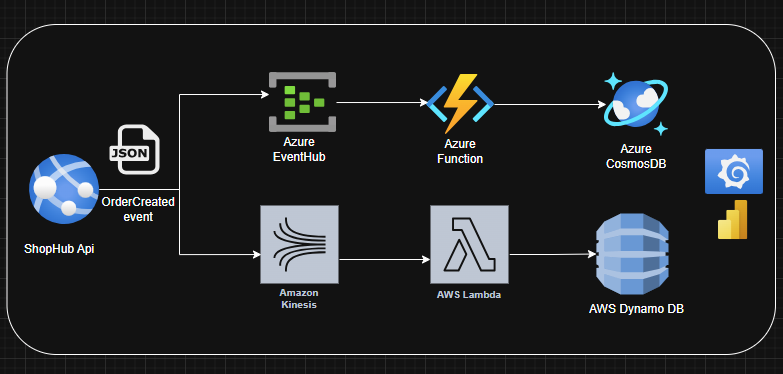 Azure
EventHub
Azure
Function
Azure
CosmosDB
JSON
OrderCreated
event
ShopHub Api
Amazon
Kinesis
AWS Lambda
AWS Dynamo DB